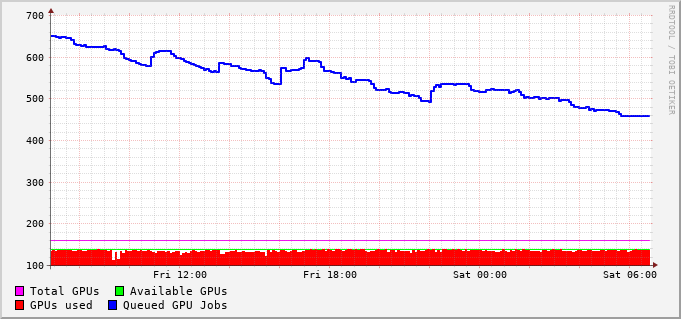 RRDTOOL / TOBI OETIKER
700
600
500
400
300
200
100
Fri 12:00 Fri 18:00 Sat 00:00 Sat 06:00
Total GPUs Available GPUs
GPUs used Queued GPU Jobs